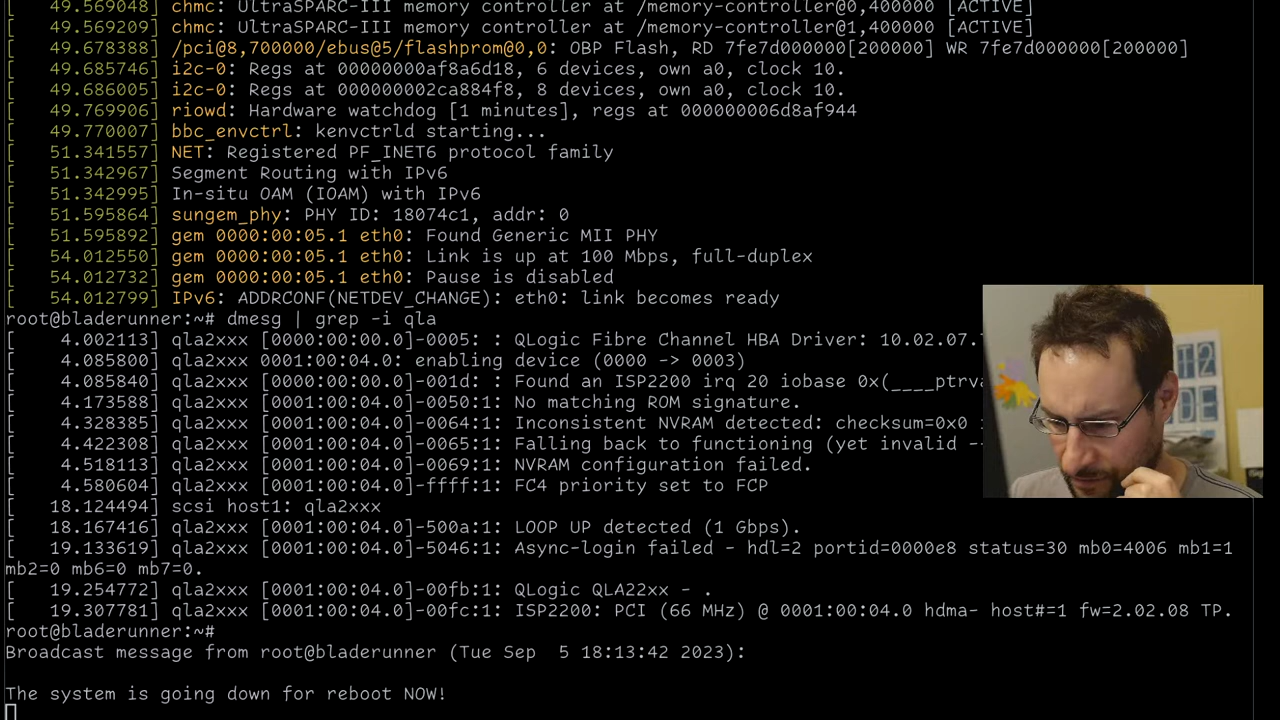 [   49.569048] chmc: UltraSPARC-III memory controller at /memory-controller@0,400000 [ACTIVE]
[   49.569209] chmc: UltraSPARC-III memory controller at /memory-controller@1,400000 [ACTIVE]
[   49.678388] /pci@8,700000/ebus@5/flashprom@0,0: OBP Flash, RD 7fe7d000000[200000] WR 7fe7d000000[200000]
[   49.685746] i2c-0: Regs at 00000000af8a6d18, 6 devices, own a0, clock 10.
[   49.686005] i2c-0: Regs at 000000002ca884f8, 8 devices, own a0, clock 10.
[   49.769906] riowd: Hardware watchdog [1 minutes], regs at 000000006d8af944
[   49.770007] bbc_envctrl: kenvctrld starting...
[   51.341557] NET: Registered PF_INET6 protocol family
[   51.342967] Segment Routing with IPv6
[   51.342995] In-situ OAM (IOAM) with IPv6
[   51.595864] sungem_phy: PHY ID: 18074c1, addr: 0
[   51.595892] gem 0000:00:05.1 eth0: Found Generic MII PHY
[   54.012550] gem 0000:00:05.1 eth0: Link is up at 100 Mbps, full-duplex
[   54.012732] gem 0000:00:05.1 eth0: Pause is disabled
[   54.012799] IPv6: ADDRCONF(NETDEV_CHANGE): eth0: link becomes ready
root@bladerunner:~# dmesg | grep -i qla
[    4.002113] qla2xxx [0000:00:00.0]-0005: : QLogic Fibre Channel HBA Driver: 10.02.07.
[    4.085800] qla2xxx 0001:00:04.0: enabling device (0000 -> 0003)
[    4.085840] qla2xxx [0000:00:00.0]-001d: : Found an ISP2200 irq 20 iobase 0x(____ptrva
[    4.173588] qla2xxx [0001:00:04.0]-0050:1: No matching ROM signature.
[    4.328385] qla2xxx [0001:00:04.0]-0064:1: Inconsistent NVRAM detected: checksum=0x0
[    4.422308] qla2xxx [0001:00:04.0]-0065:1: Falling back to functioning (yet invalid -
[    4.518113] qla2xxx [0001:00:04.0]-0069:1: NVRAM configuration failed.
[    4.580604] qla2xxx [0001:00:04.0]-ffff:1: FC4 priority set to FCP
[   18.124494] scsi host1: qla2xxx
[   18.167416] qla2xxx [0001:00:04.0]-500a:1: LOOP UP detected (1 Gbps).
[   19.133619] qla2xxx [0001:00:04.0]-5046:1: Async-login failed - hdl=2 portid=0000e8 status=30 mb0=4006 mb1=1
mb2=0 mb6=0 mb7=0.
[   19.254772] qla2xxx [0001:00:04.0]-00fb:1: QLogic QLA22xx - .
[   19.307781] qla2xxx [0001:00:04.0]-00fc:1: ISP2200: PCI (66 MHz) @ 0001:00:04.0 hdma- host#=1 fw=2.02.08 TP.
root@bladerunner:~#
Broadcast message from root@bladerunner (Tue Sep  5 18:13:42 2023):
The system is going down for reboot NOW!